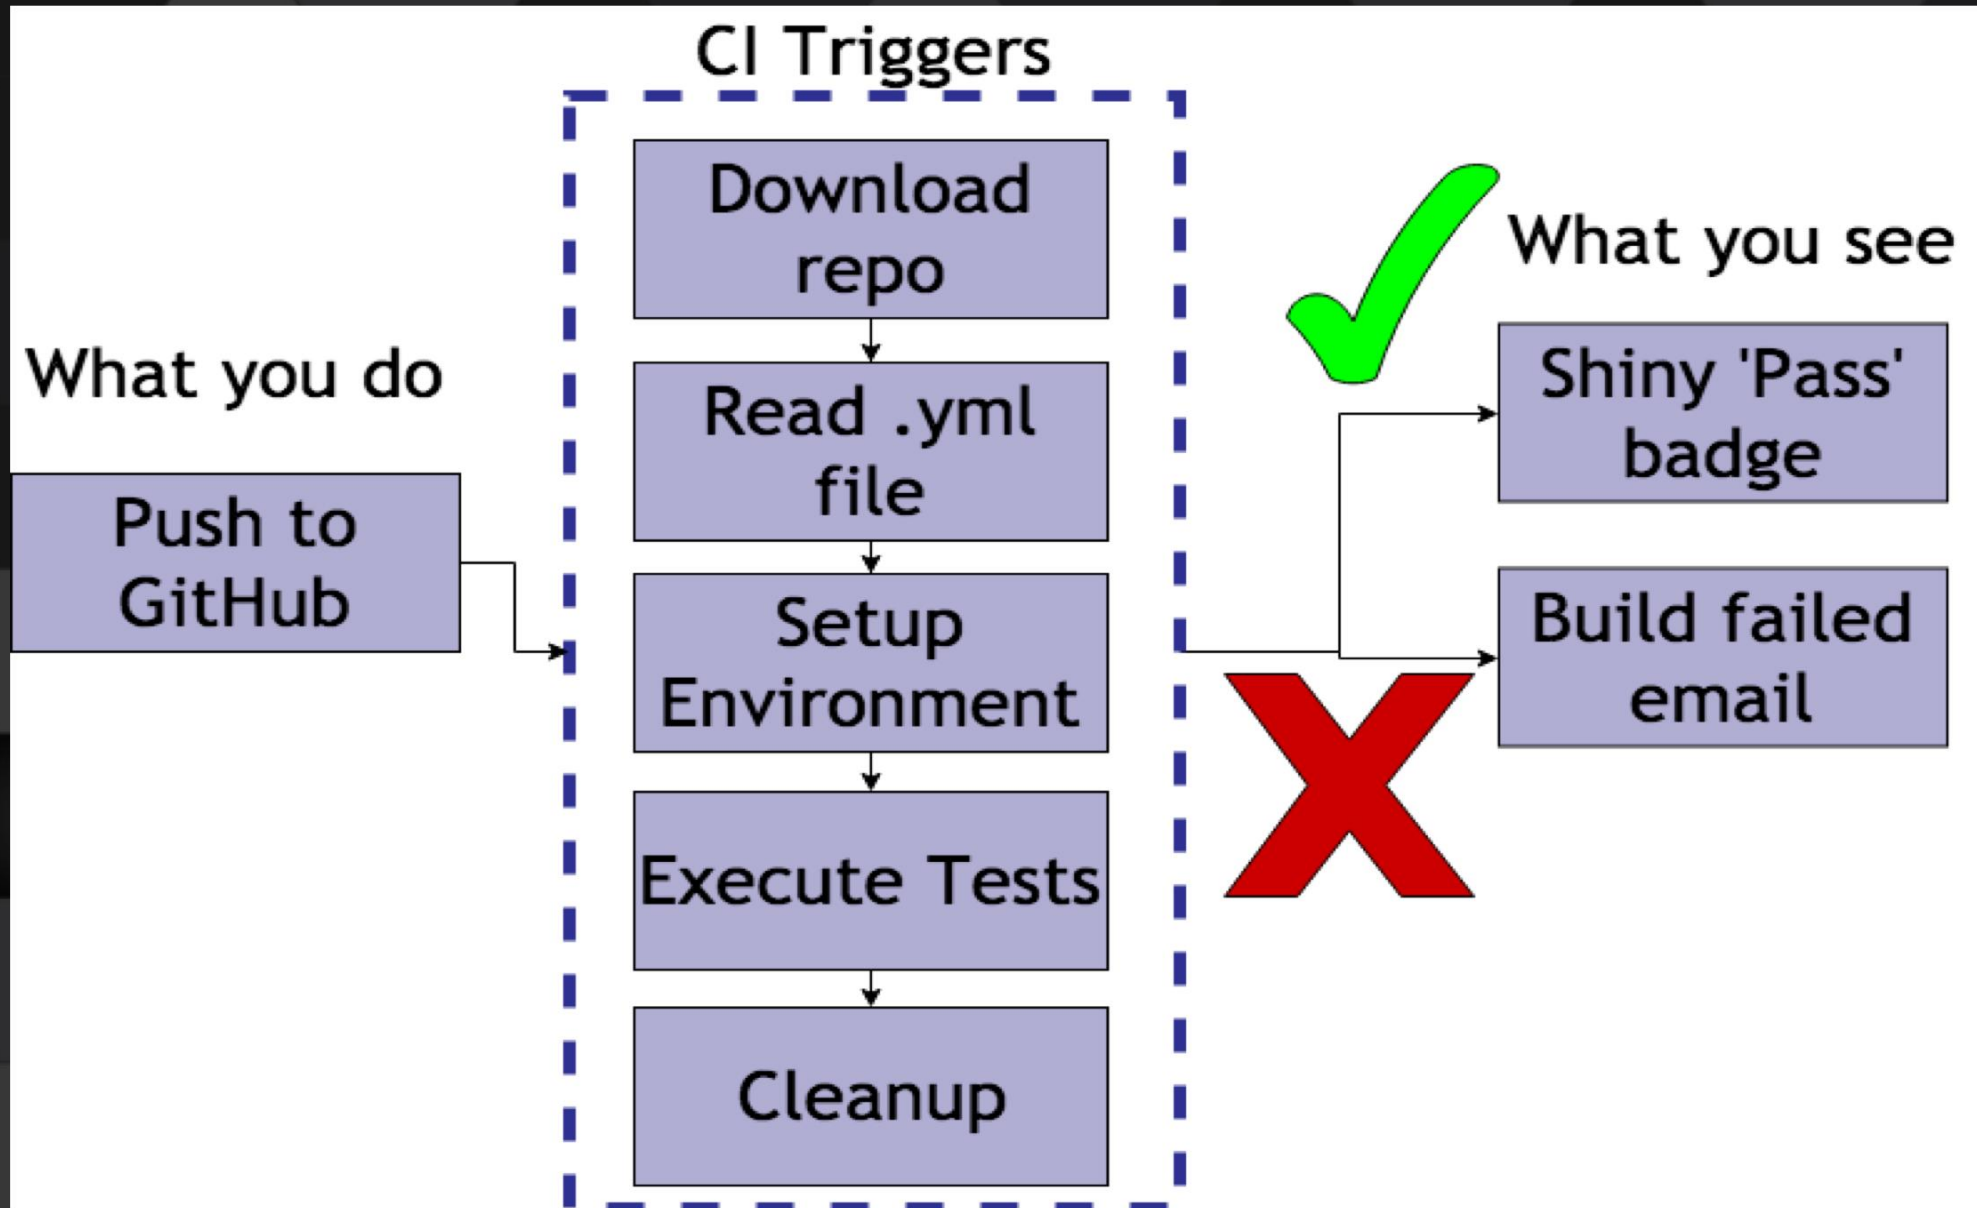 CI Triggers
Download
repo
Read .yml
file
Setup
Environment
Execute Tests
Cleanup
What you do
Push to
GitHub
What you see
Shiny 'Pass'
badge
Build failed
email